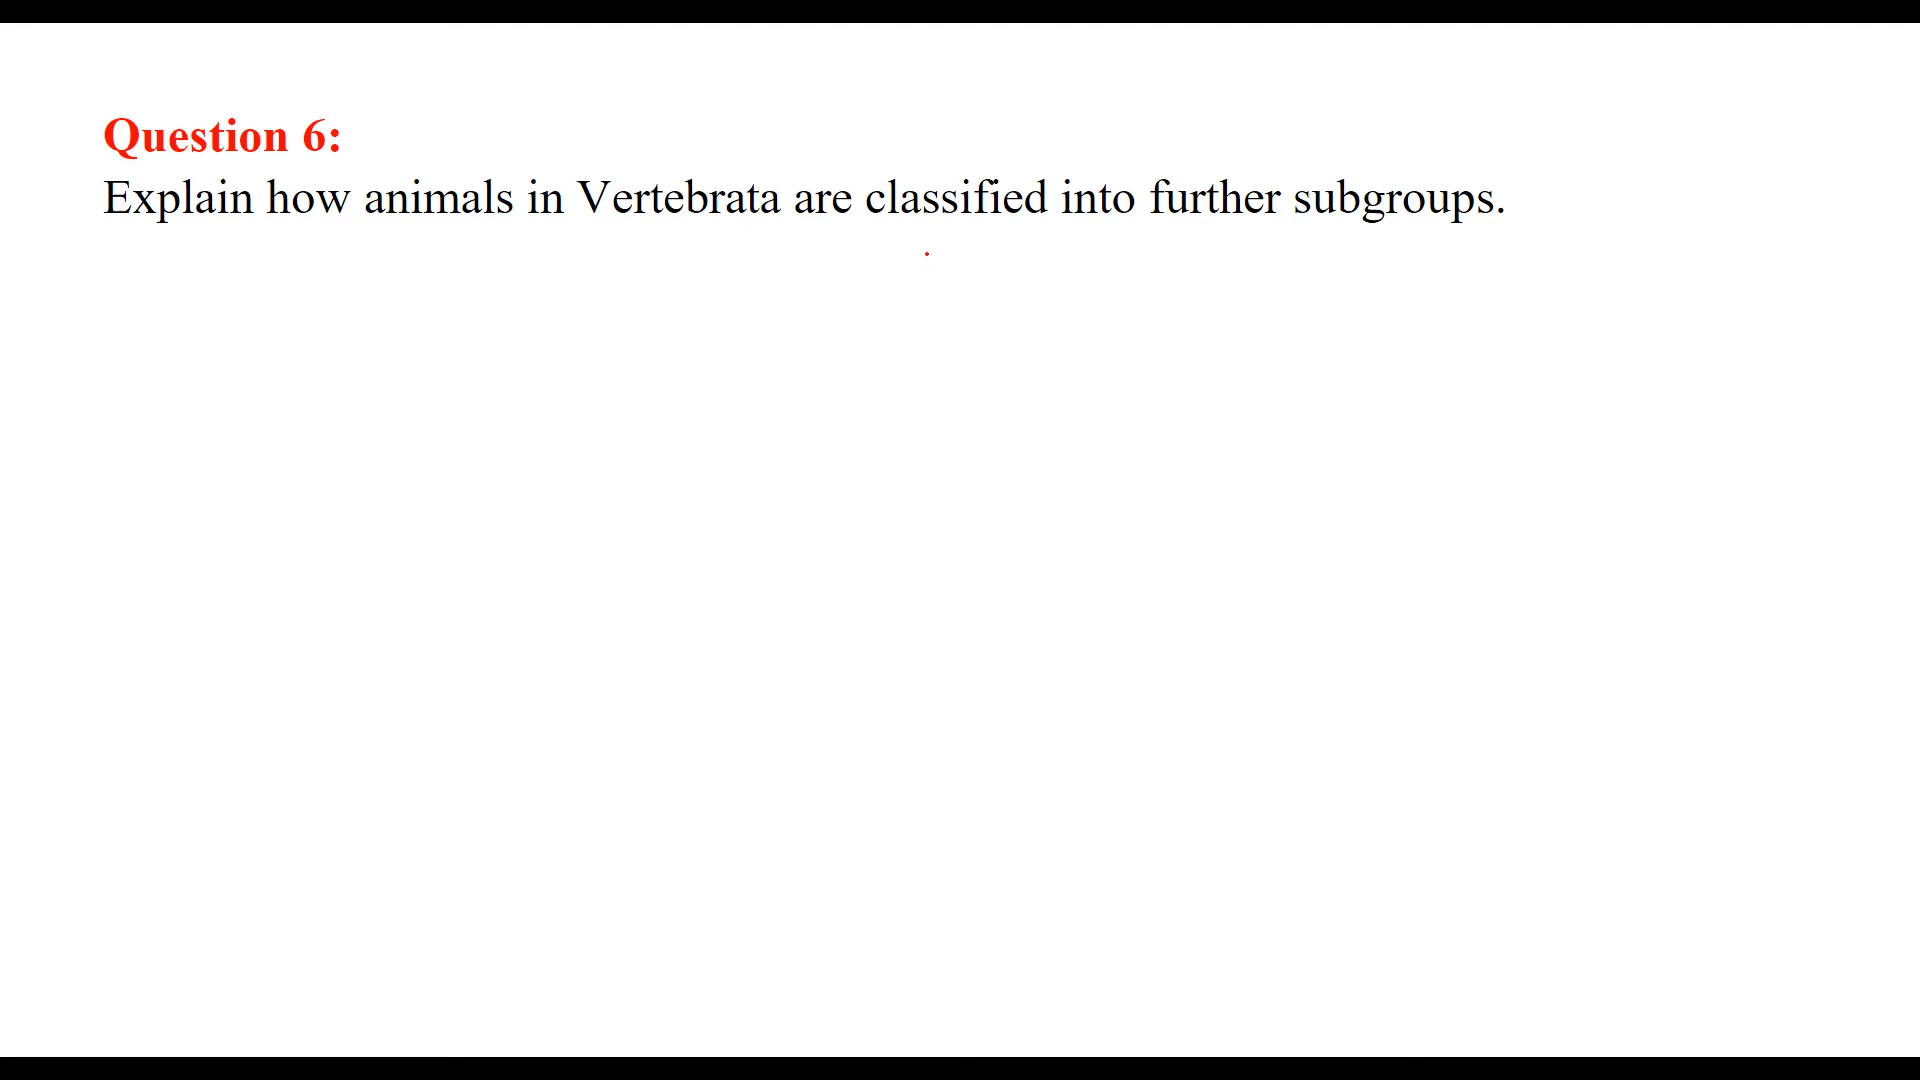 Question 6:
Explain how animals in Vertebrata are classified into further subgroups.